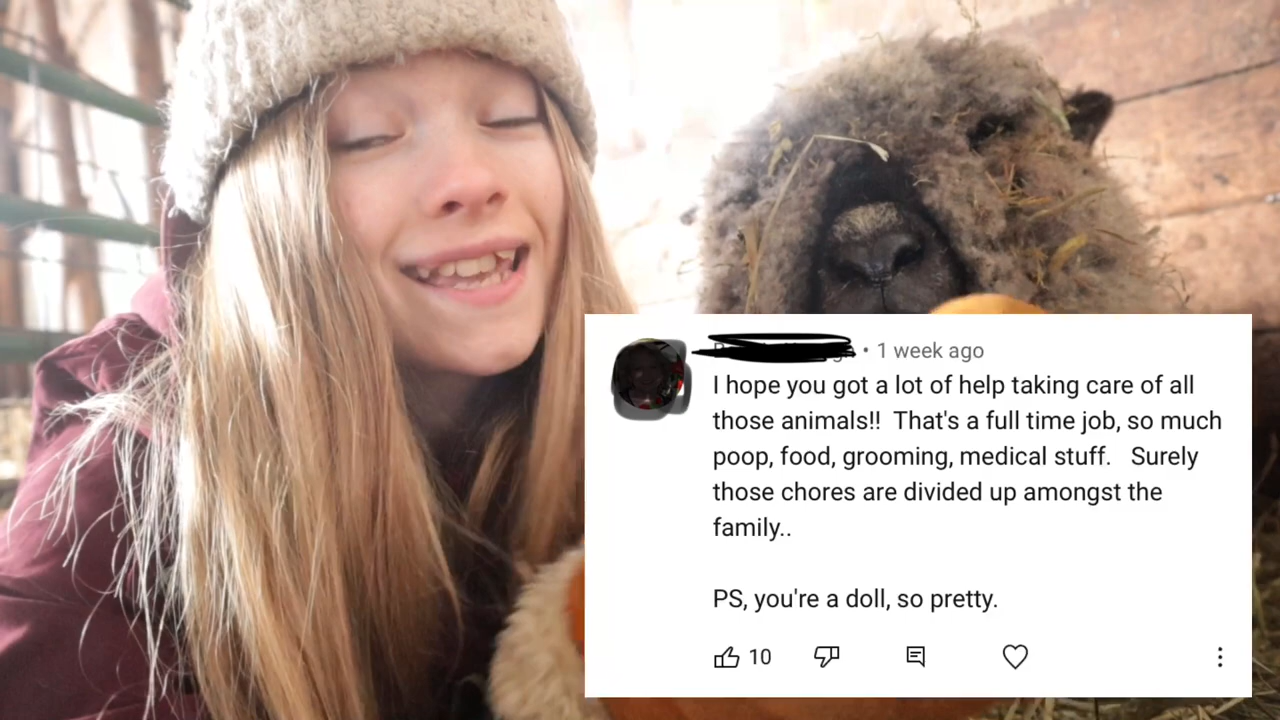 • 1 week ago
I hope you got a lot of help taking care of all
those animals!!  That's a full time job, so much
poop, food, grooming, medical stuff.   Surely
those chores are divided up amongst the
family..
PS, you're a doll, so pretty.
10